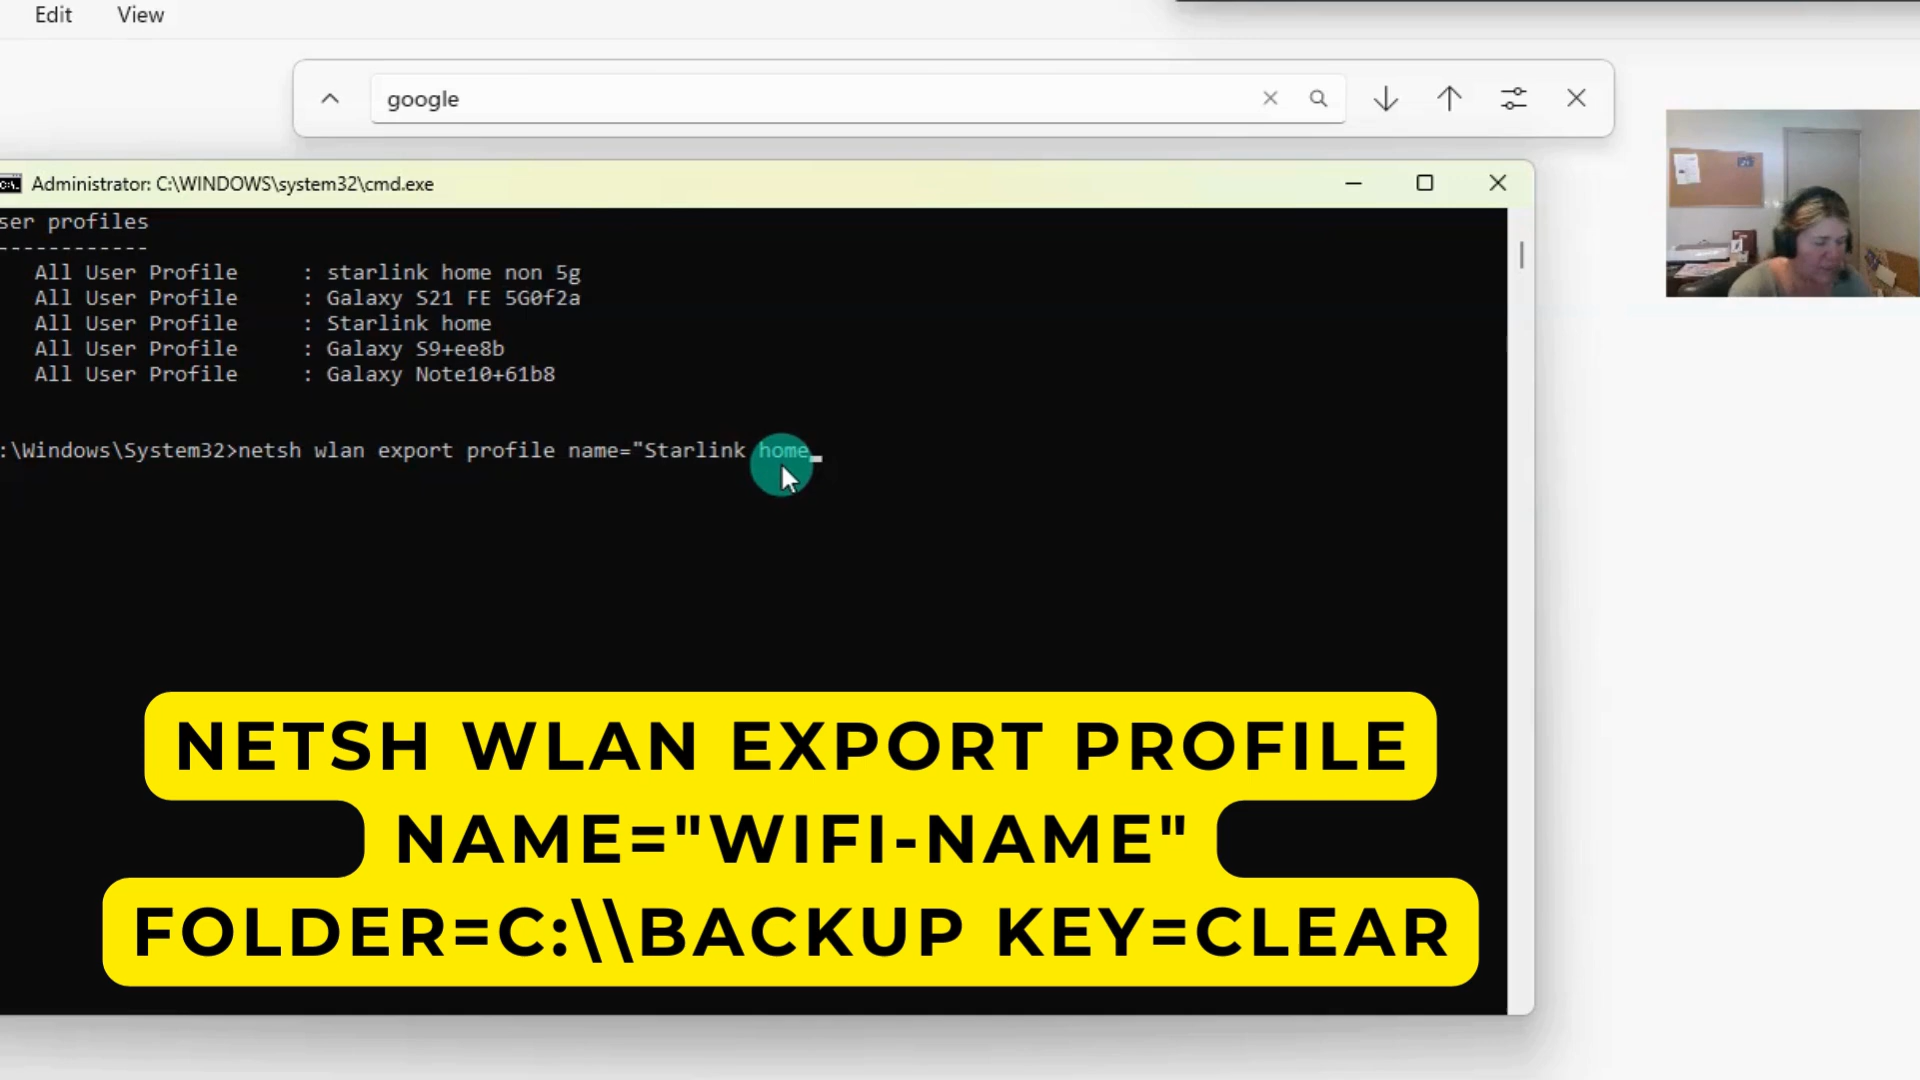 Edit View
google
Administrator: C:\WINDOWS\system32\cmd.exe
ser profiles
------------
All User Profile : starlink home non 5g
All User Profile : Galaxy S21 FE 5G0f2a
All User Profile : Starlink home
All User Profile : Galaxy S9+ee8b
All User Profile : Galaxy Note10+61b8
:\Windows\System32>netsh wlan export profile name="Starlink home_
NETSH WLAN EXPORT PROFILE
NAME="WIFI-NAME"
FOLDER=C:\\BACKUP KEY=CLEAR